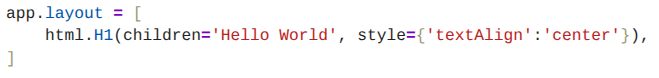 app.layout = [
    html.H1(children='Hello World', style={'textAlign':'center'}),
]